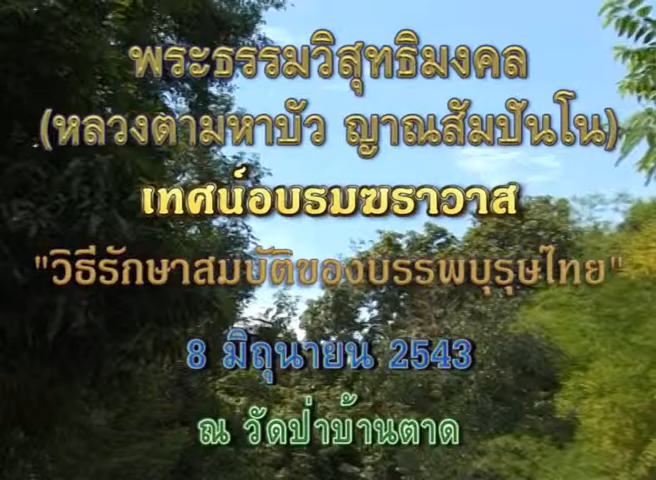 พระธรรมวิสุทธิมงคล
(หลวงตามหาบัว ญาณสัมปันโน)
เทศน์อบรมฆราวาส
"วิธีรักษาสมบัติของบรรพบุรุษไทย"
8 มิถุนายน 2543
ณ วัดป่าบ้านตาด